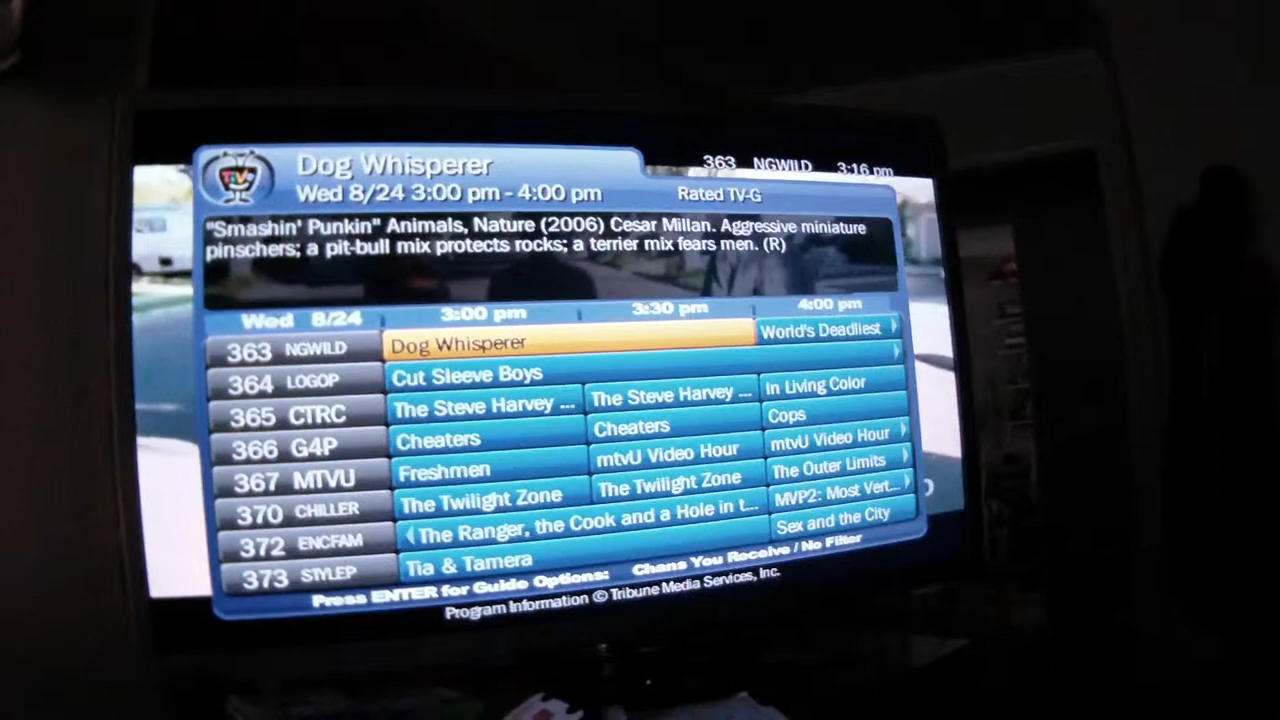 TiVo
Dog Whisperer
363 NGWILD 3:16 pm
Wed 8/24 3:00 pm - 4:00 pm Rated TV-G
"Smashin' Punkin" Animals, Nature (2006) Cesar Millan. Aggressive miniature
pinschers; a pit-bull mix protects rocks; a terrier mix fears men. (R)
Wed 8/24 3:00 pm 3:30 pm 4:00 pm
363 NGWILD Dog Whisperer World's Deadliest
364 LOGOP Cut Sleeve Boys
365 CTRC The Steve Harvey ... The Steve Harvey ... In Living Color
366 G4P Cheaters Cheaters Cops
367 MTVU Freshmen mtvU Video Hour mtvU Video Hour
370 CHILLER The Twilight Zone The Twilight Zone The Outer Limits
372 ENCFAM The Ranger, the Cook and a Hole in t... MVP2: Most Vert...
373 STYLEP Tia & Tamera Sex and the City
Press ENTER for Guide Options: Chans You Receive / No Filter
Program Information © Tribune Media Services, Inc.